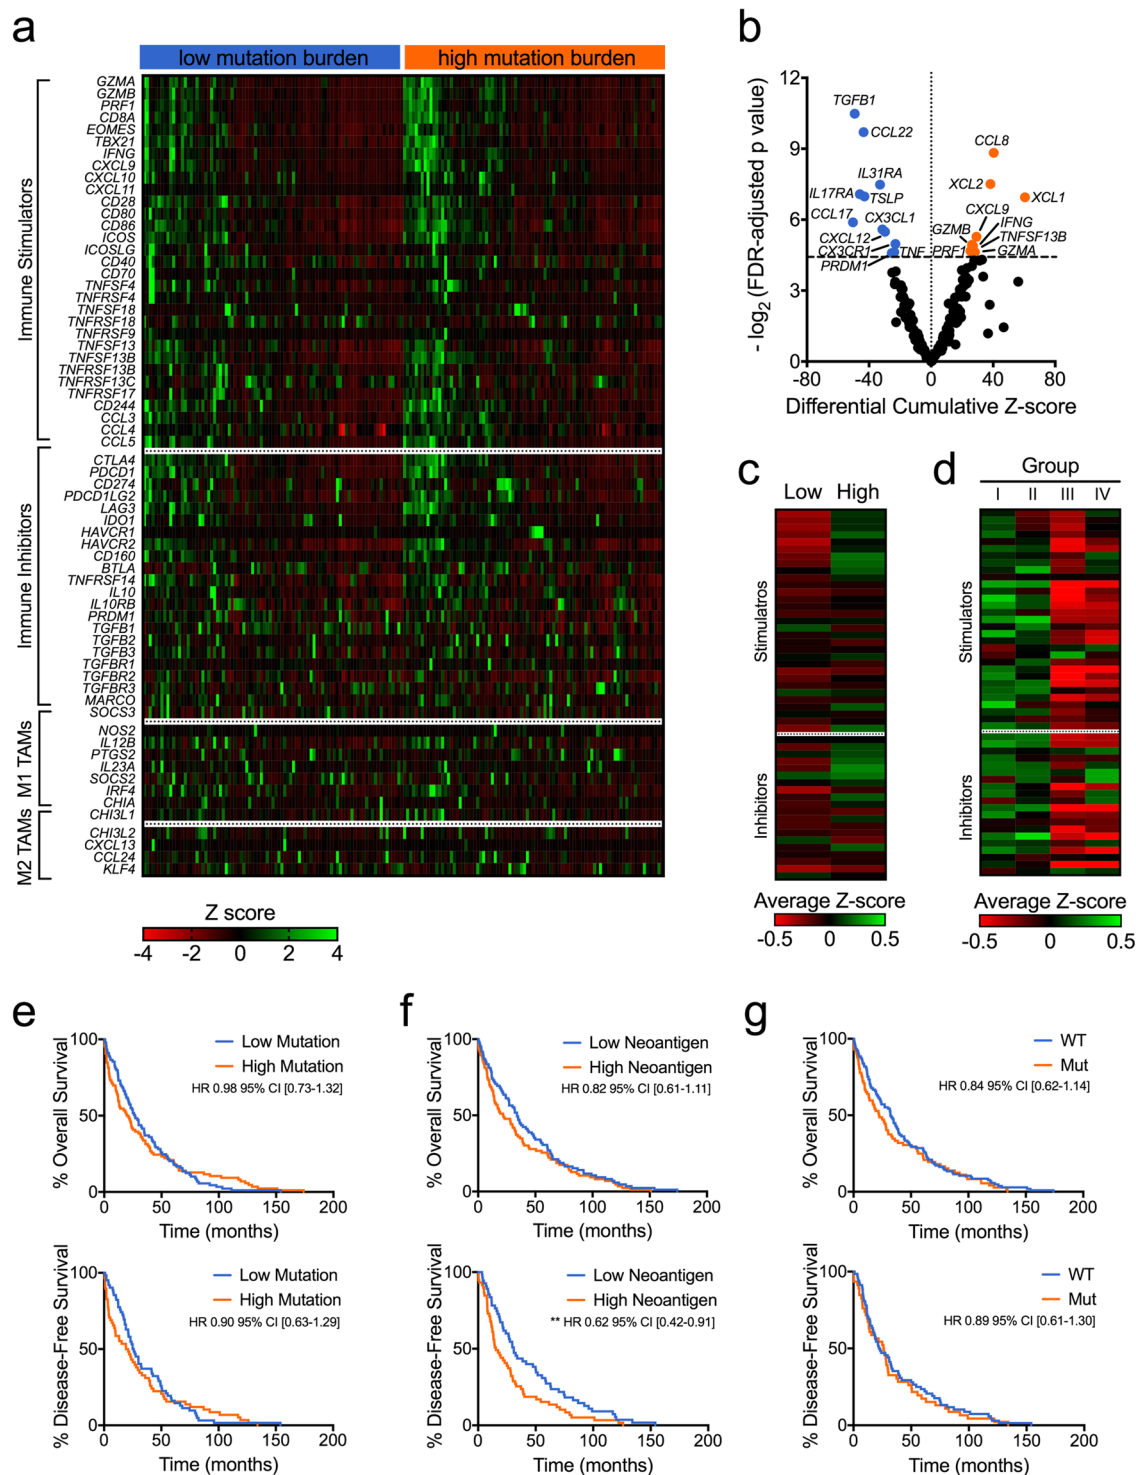 a
low mutation burden
high mutation burden
Immune Stimulators
GZMA
GZMB
PRF1
CD8A
EOMES
TBX21
IFNG
CXCL9
CXCL10
CXCL11
CD28
CD80
CD86
ICOS
ICOSLG
CD40
CD70
TNFSF4
TNFRSF4
TNFSF18
TNFRSF18
TNFRSF9
TNFSF13
TNFSF13B
TNFRSF13B
TNFRSF13C
TNFRSF17
CD244
CCL3
CCL4
CCL5
Immune Inhibitors
CTLA4
PDCD1
CD274
PDCD1LG2
LAG3
IDO1
HAVCR1
HAVCR2
CD160
BTLA
TNFRSF14
IL10
IL10RB
PRDM1
TGFB1
TGFB2
TGFB3
TGFBR1
TGFBR2
TGFBR3
MARCO
SOCS3
M1 TAMs
NOS2
IL12B
PTGS2
IL23A
SOCS2
IRF4
CHIA
CHI3L1
M2 TAMs
CHI3L2
CXCL13
CCL24
KLF4
Z score
-4 -2 0 2 4
b
- log2 (FDR-adjusted p value)
12
9
6
3
0
TGFB1
CCL22
IL31RA
IL17RA
TSLP
CCL17
CX3CL1
CXCL12
CX3CR1
TNF
PRDM1
CCL8
XCL2
XCL1
CXCL9
IFNG
GZMB
TNFSF13B
PRF1
GZMA
-80 -40 0 40 80
Differential Cumulative Z-score
c
Low High
Stimulatros
Inhibitors
Average Z-score
-0.5 0 0.5
d
Group
I II III IV
Stimulators
Inhibitors
Average Z-score
-0.5 0 0.5
e
% Overall Survival
100
50
0
Low Mutation
High Mutation
HR 0.98 95% CI [0.73-1.32]
0 50 100 150 200
Time (months)
% Disease-Free Survival
100
50
0
Low Mutation
High Mutation
HR 0.90 95% CI [0.63-1.29]
0 50 100 150 200
Time (months)
f
% Overall Survival
100
50
0
Low Neoantigen
High Neoantigen
HR 0.82 95% CI [0.61-1.11]
0 50 100 150 200
Time (months)
% Disease-Free Survival
100
50
0
Low Neoantigen
High Neoantigen
** HR 0.62 95% CI [0.42-0.91]
0 50 100 150 200
Time (months)
g
% Overall Survival
100
50
0
WT
Mut
HR 0.84 95% CI [0.62-1.14]
0 50 100 150 200
Time (months)
% Disease-Free Survival
100
50
0
WT
Mut
HR 0.89 95% CI [0.61-1.30]
0 50 100 150 200
Time (months)